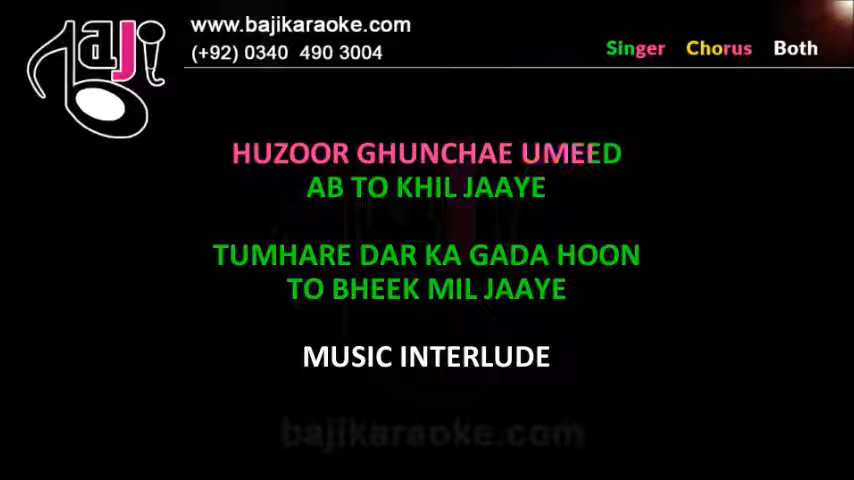 www.bajikaraoke.com
(+92) 0340 490 3004
Baji
Singer Chorus Both
HUZOOR GHUNCHAE UMEED
AB TO KHIL JAAYE
TUMHARE DAR KA GADA HOON
TO BHEEK MIL JAAYE
MUSIC INTERLUDE
bajikaraoke.com